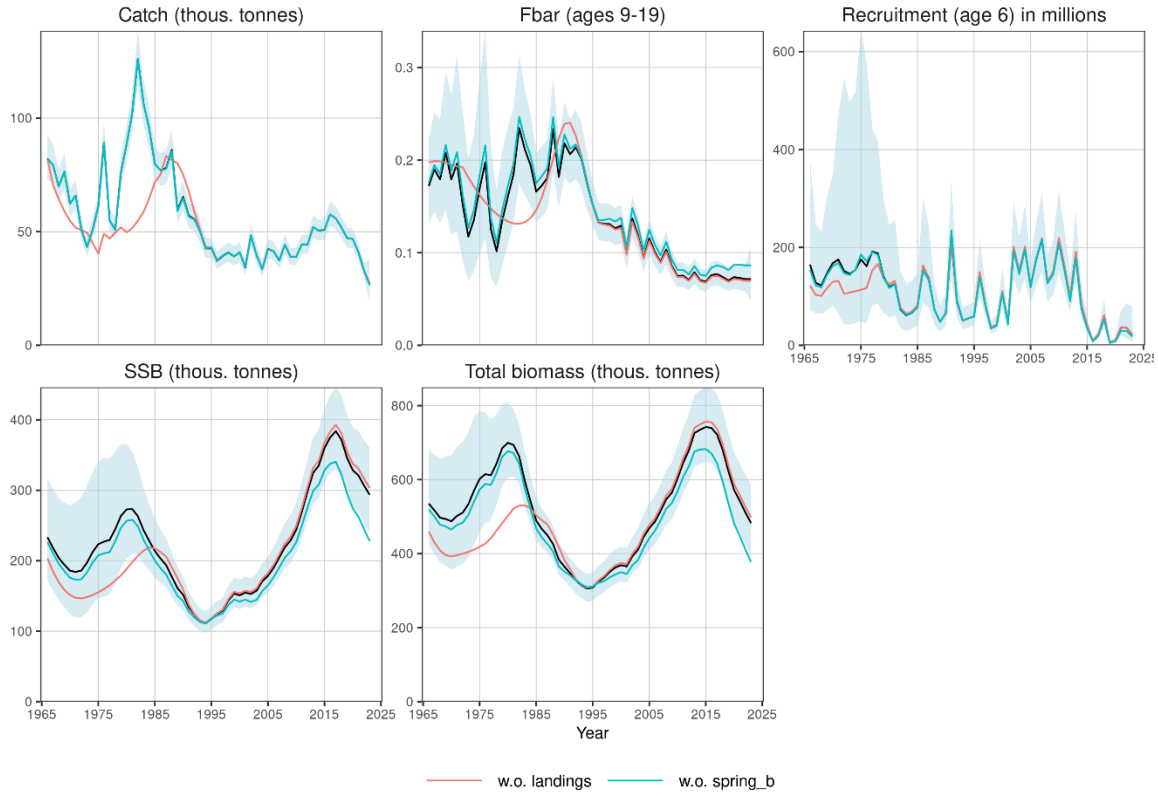 Catch (thous. tonnes)
Fbar (ages 9-19)
Recruitment (age 6) in millions
100
50
0
0.3
0.2
0.1
0.0
600
400
200
0
1965 1975 1985 1995 2005 2015 2025
SSB (thous. tonnes)
Total biomass (thous. tonnes)
400
300
200
100
0
800
600
400
200
0
1965 1975 1985 1995 2005 2015 2025
1965 1975 1985 1995 2005 2015 2025
Year
w.o. landings
w.o. spring_b